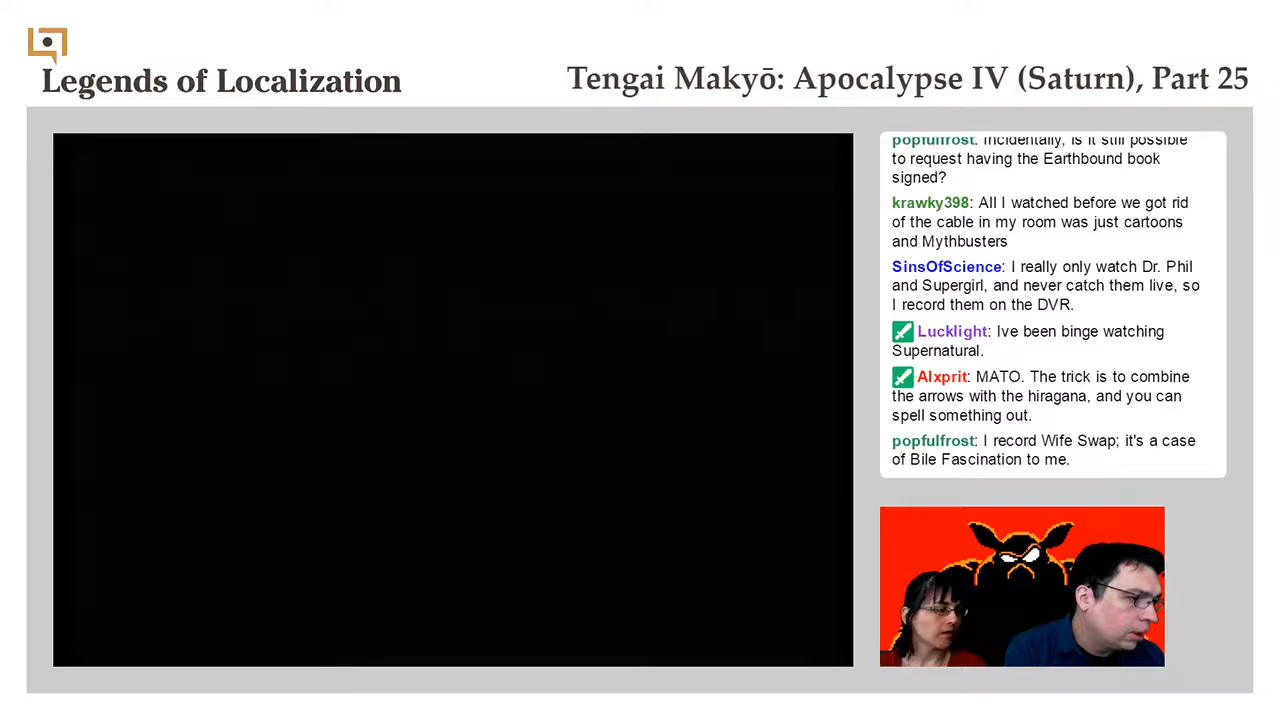 Legends of Localization
Tengai Makyō: Apocalypse IV (Saturn), Part 25
popfulfrost: Incidentally, is it still possible
to request having the Earthbound book
signed?
krawky398: All I watched before we got rid
of the cable in my room was just cartoons
and Mythbusters
SinsOfScience: I really only watch Dr. Phil
and Supergirl, and never catch them live, so
I record them on the DVR.
Lucklight: Ive been binge watching
Supernatural.
Alxprit: MATO. The trick is to combine
the arrows with the hiragana, and you can
spell something out.
popfulfrost: I record Wife Swap; it's a case
of Bile Fascination to me.